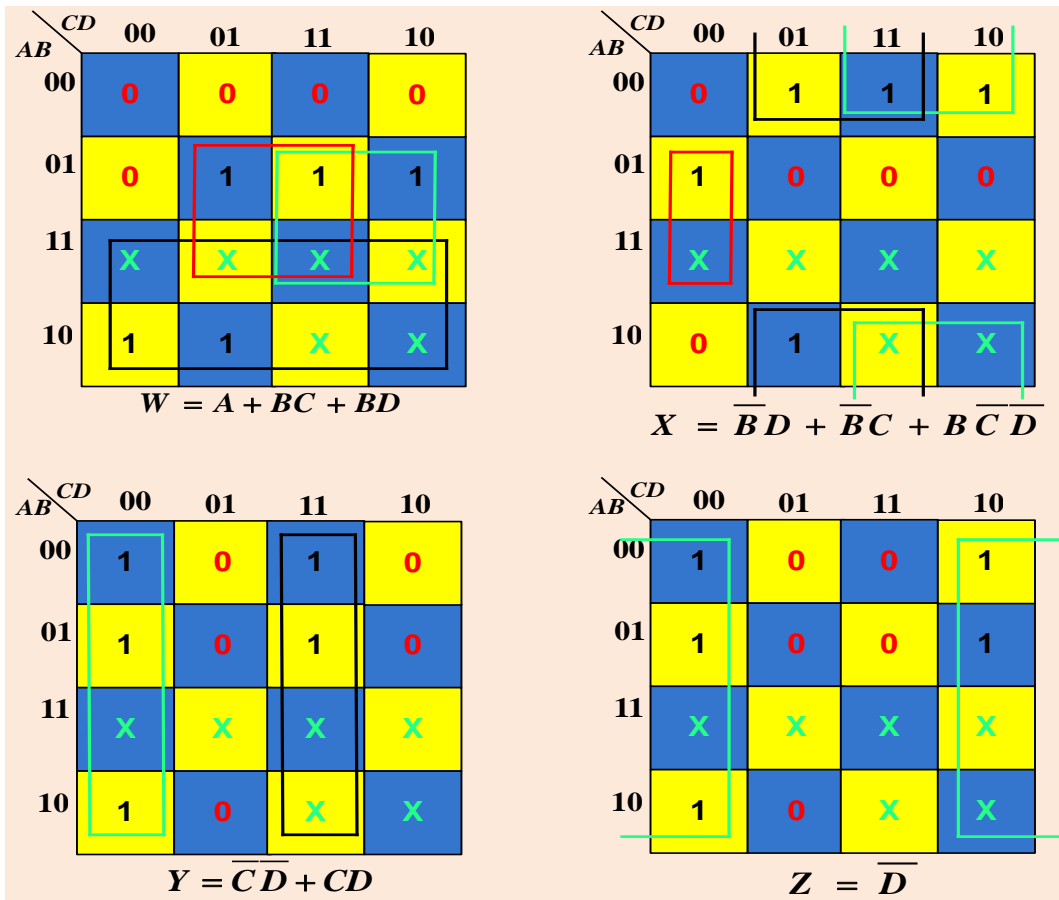 CD
AB 00 01 11 10
00 0 0 0 0
01 0 1 1 1
11 X X X X
10 1 1 X X
W = A + BC + BD
CD
AB 00 01 11 10
00 0 1 1 1
01 1 0 0 0
11 X X X X
10 0 1 X X
X = B̅D + B̅C + BC̅D̅
CD
AB 00 01 11 10
00 1 0 1 0
01 1 0 1 0
11 X X X X
10 1 0 X X
Y = C̅D̅ + CD
CD
AB 00 01 11 10
00 1 0 0 1
01 1 0 0 1
11 X X X X
10 1 0 X X
Z = D̅